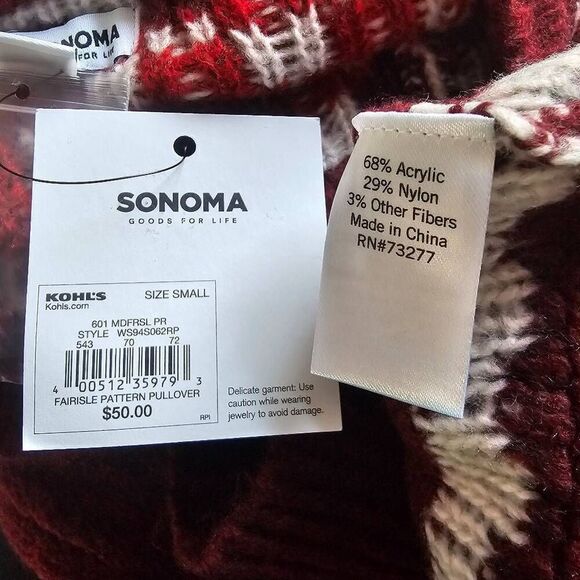 NOMA
FOR LIF
SONOMA
GOODS FOR LIFE
KOHL'S
SIZE SMALL
Kohls.com
601 MDFRSL PR
STYLE WS94S062RP
543 70 72
4 00512 35979 3
FAIRISLE PATTERN PULLOVER
$50.00
RPI
Delicate garment: Use
caution while wearing
jewelry to avoid damage.
68% Acrylic
29% Nylon
3% Other Fibers
Made in China
RN#73277